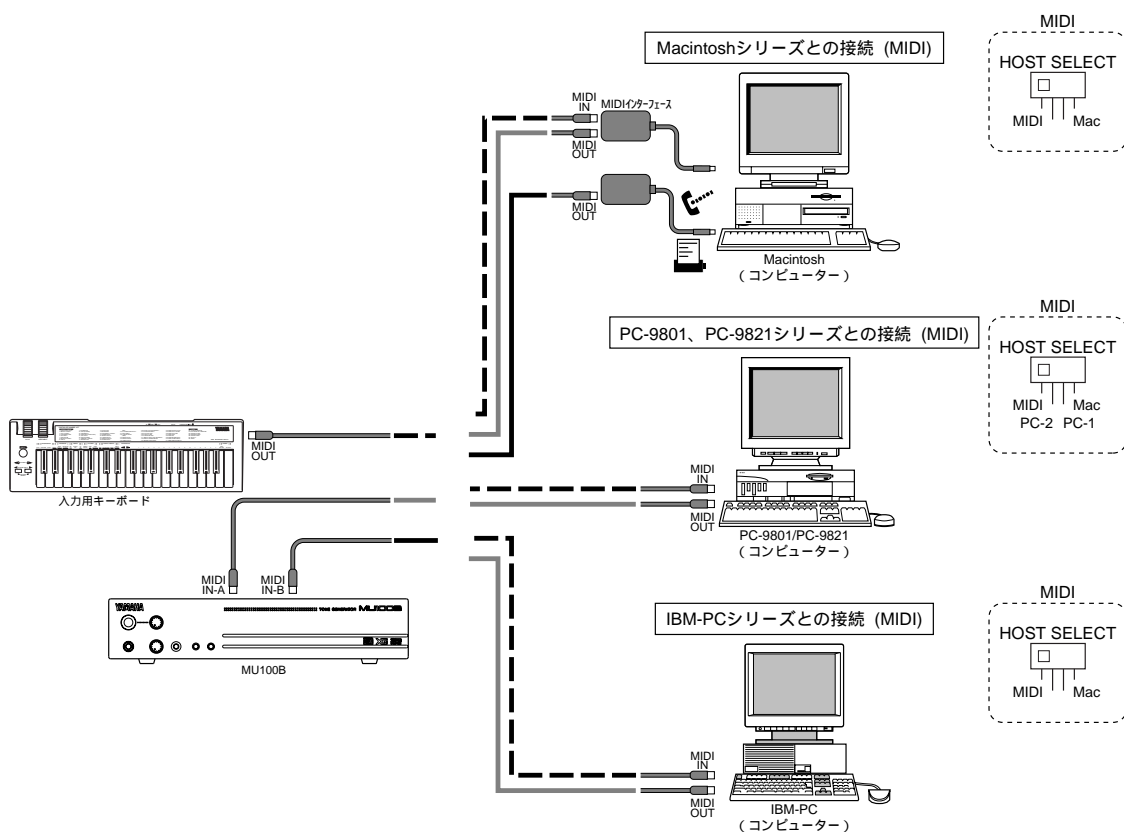 Macintoshシリーズとの接続 (MIDI)
MIDI
HOST SELECT
MIDI Mac
MIDI
IN
MIDIインターフェース
MIDI
OUT
MIDI
OUT
Macintosh
(コンピューター)
PC-9801、PC-9821シリーズとの接続 (MIDI)
MIDI
HOST SELECT
MIDI Mac
PC-2 PC-1
MIDI
OUT
入力用キーボード
MIDI
IN
MIDI
OUT
PC-9801/PC-9821
(コンピューター)
MIDI
IN-A
MIDI
IN-B
YAMAHA
TONE GENERATOR MU100B
MU100B
IBM-PCシリーズとの接続 (MIDI)
MIDI
HOST SELECT
MIDI Mac
MIDI
IN
MIDI
OUT
IBM-PC
(コンピューター)